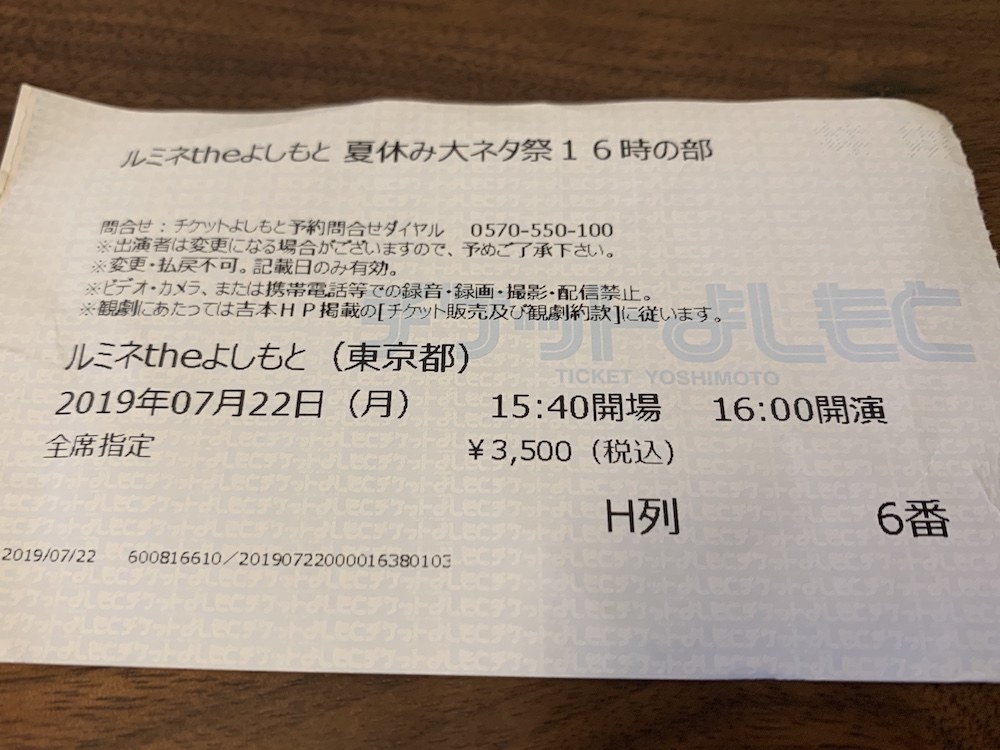 ルミネtheよしもと 夏休み大ネタ祭１６時の部
問合せ：チケットよしもと予約問合せダイヤル 0570-550-100
※出演者は変更になる場合がございますので、予めご了承下さい。
※変更・払戻不可。記載日のみ有効。
※ビデオ・カメラ、または携帯電話等での録音・録画・撮影・配信禁止。
※観劇にあたっては吉本ＨＰ掲載の[チケット販売及び観劇約款]に従います。
チケットよしもと
ルミネtheよしもと（東京都）
TICKET YOSHIMOTO
2019年07月22日（月） 15:40開場 16:00開演
全席指定 ￥3,500（税込）
H列 6番
2019/07/22 600816610／20190722000016380103